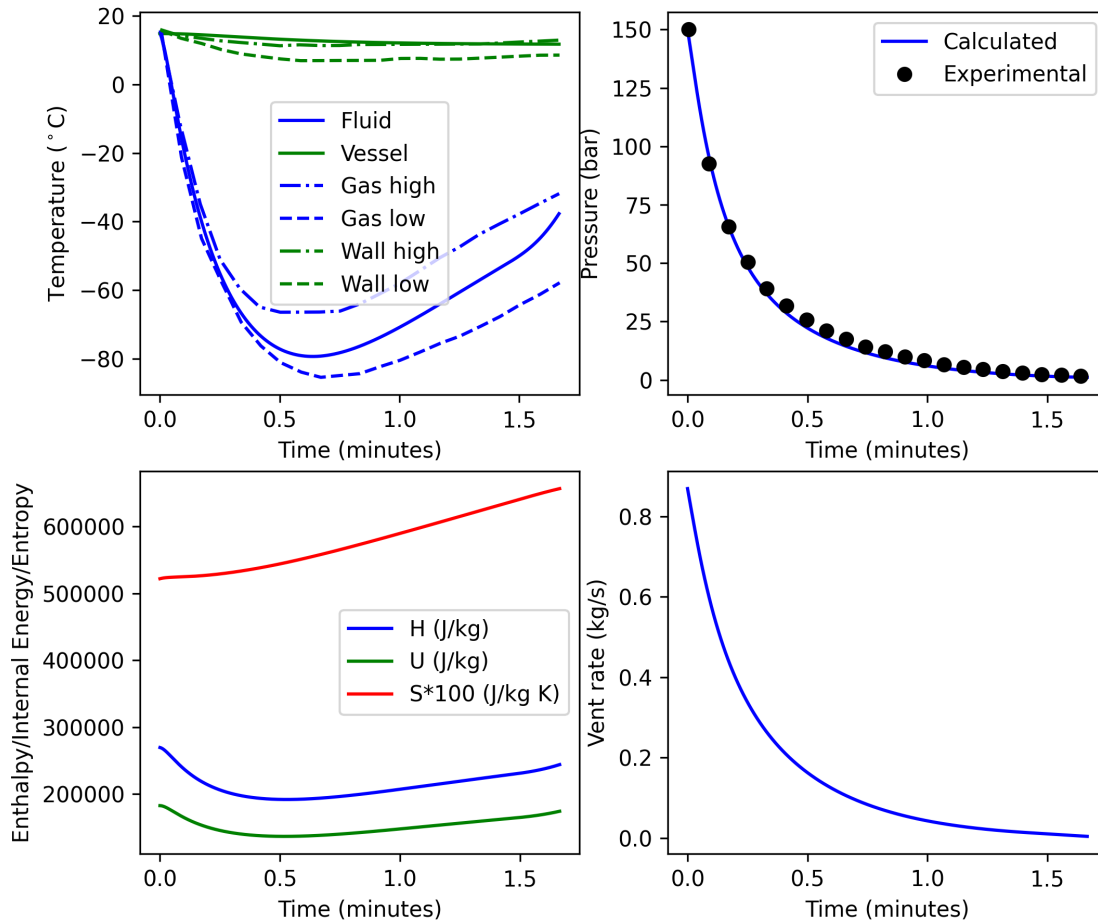 20
0
−20
−40
−60
−80
Temperature (°C)
Fluid
Vessel
Gas high
Gas low
Wall high
Wall low
0.0 0.5 1.0 1.5
Time (minutes)
150
125
100
75
50
25
0
Pressure (bar)
Calculated
Experimental
0.0 0.5 1.0 1.5
Time (minutes)
600000
500000
400000
300000
200000
Enthalpy/Internal Energy/Entropy
H (J/kg)
U (J/kg)
S*100 (J/kg K)
0.0 0.5 1.0 1.5
Time (minutes)
0.8
0.6
0.4
0.2
0.0
Vent rate (kg/s)
0.0 0.5 1.0 1.5
Time (minutes)